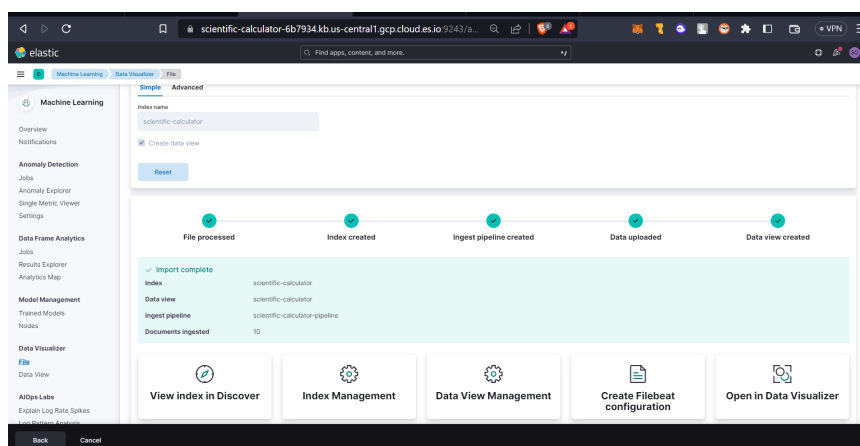 scientific-calculator-6b7934.kb.us-central1.gcp.cloud.es.io:9243/a...
VPN
elastic
Find apps, content, and more.
D
Machine Learning
Data Visualizer
File
Machine Learning
Overview
Notifications
Anomaly Detection
Jobs
Anomaly Explorer
Single Metric Viewer
Settings
Data Frame Analytics
Jobs
Results Explorer
Analytics Map
Model Management
Trained Models
Nodes
Data Visualizer
File
Data View
AIOps Labs
Explain Log Rate Spikes
Log Pattern Analysis
Simple Advanced
Index name
scientific-calculator
Create data view
Reset
File processed
Index created
Ingest pipeline created
Data uploaded
Data view created
Import complete
Index scientific-calculator
Data view scientific-calculator
Ingest pipeline scientific-calculator-pipeline
Documents ingested 10
View index in Discover
Index Management
Data View Management
Create Filebeat
configuration
Open in Data Visualizer
Back Cancel